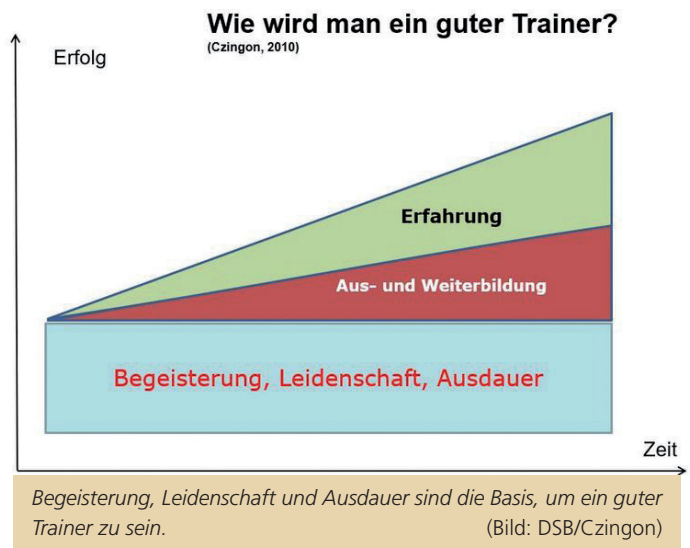 Wie wird man ein guter Trainer?
(Czingon, 2010)
Erfolg
Erfahrung
Aus- und Weiterbildung
Begeisterung, Leidenschaft, Ausdauer
Zeit
Begeisterung, Leidenschaft und Ausdauer sind die Basis, um ein guter
Trainer zu sein. (Bild: DSB/Czingon)